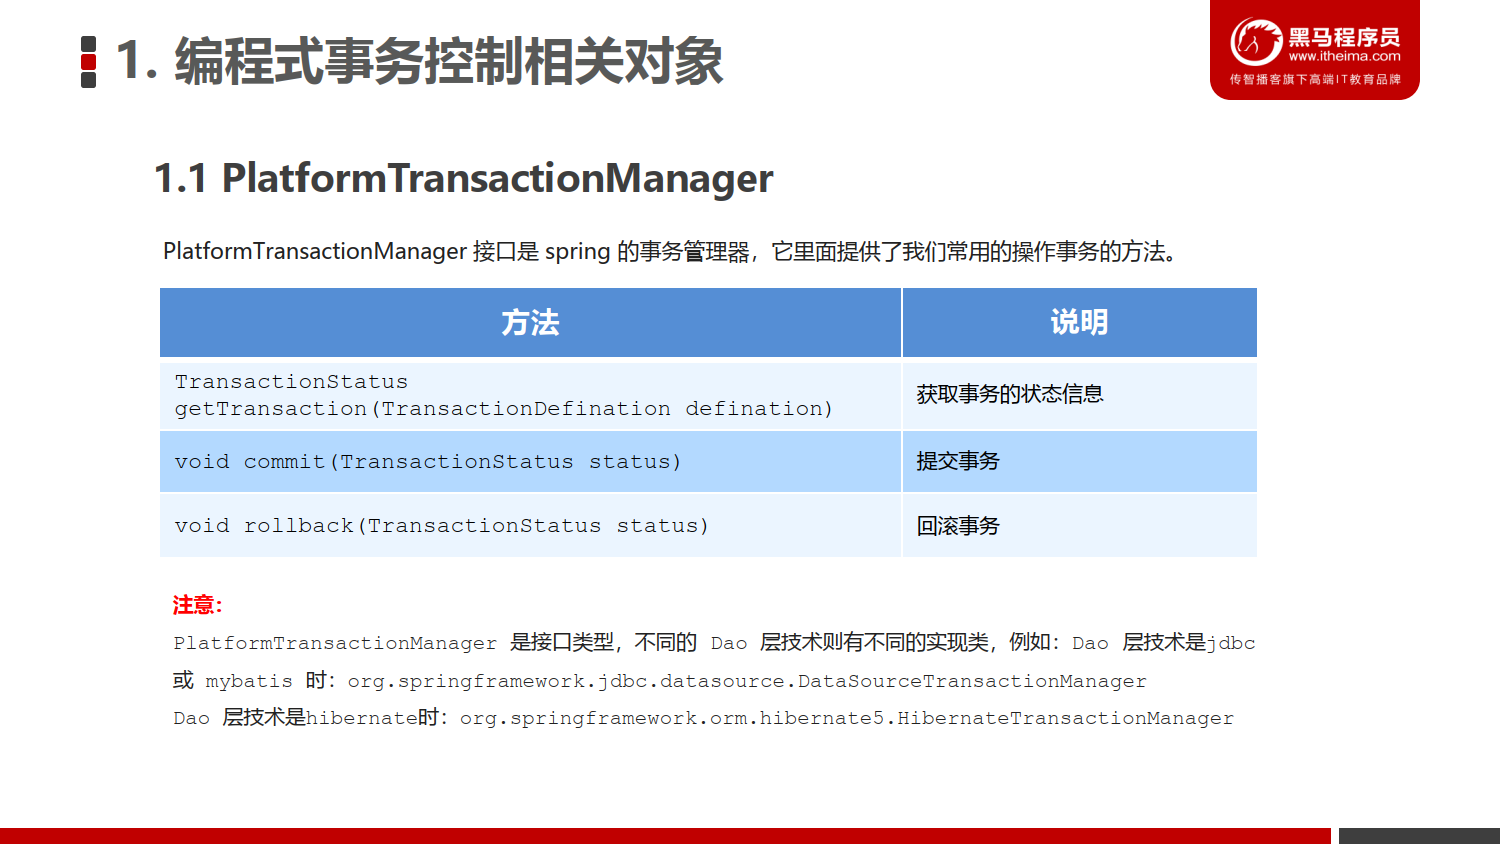 1. 编程式事务控制相关对象
黑马程序员
www.itheima.com
传智播客旗下高端IT教育品牌
1.1 PlatformTransactionManager
PlatformTransactionManager 接口是 spring 的事务管理器，它里面提供了我们常用的操作事务的方法。
方法
说明
TransactionStatus
getTransaction(TransactionDefination defination)
获取事务的状态信息
void commit(TransactionStatus status)
提交事务
void rollback(TransactionStatus status)
回滚事务
注意：
PlatformTransactionManager 是接口类型，不同的 Dao 层技术则有不同的实现类，例如：Dao 层技术是jdbc
或 mybatis 时：org.springframework.jdbc.datasource.DataSourceTransactionManager
Dao 层技术是hibernate时：org.springframework.orm.hibernate5.HibernateTransactionManager